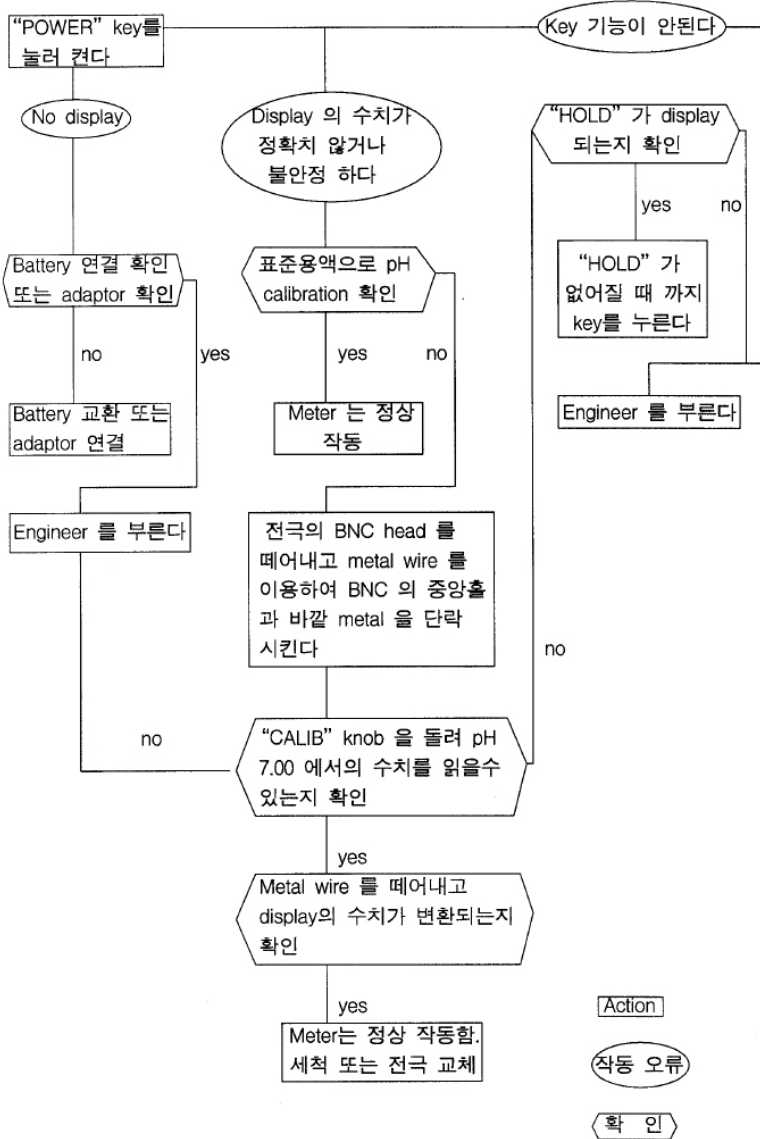 “POWER” key를
눌러 켠다
Key 기능이 안된다
No display
Display 의 수치가
정확치 않거나
불안정 하다
“HOLD” 가 display
되는지 확인
yes
no
Battery 연결 확인
또는 adaptor 확인
표준용액으로 pH
calibration 확인
“HOLD” 가
없어질 때 까지
key를 누른다
no
yes
yes
no
Battery 교환 또는
adaptor 연결
Meter 는 정상
작동
Engineer 를 부른다
Engineer 를 부른다
전극의 BNC head 를
떼어내고 metal wire 를
이용하여 BNC 의 중앙홀
과 바깥 metal 을 단락
시킨다
no
no
“CALIB” knob 을 돌려 pH
7.00 에서의 수치를 읽을수
있는지 확인
yes
Metal wire 를 떼어내고
display의 수치가 변환되는지
확인
yes
Meter는 정상 작동함.
세척 또는 전극 교체
Action
작동 오류
확 인